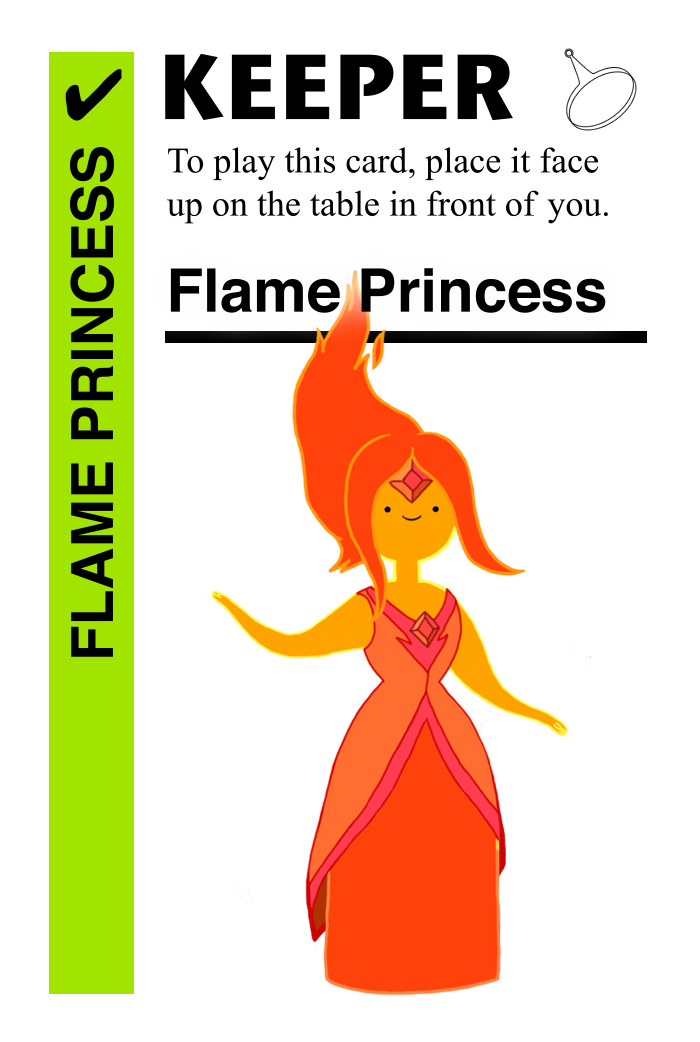 KEEPER
To play this card, place it face
up on the table in front of you.
Flame Princess
FLAME PRINCESS